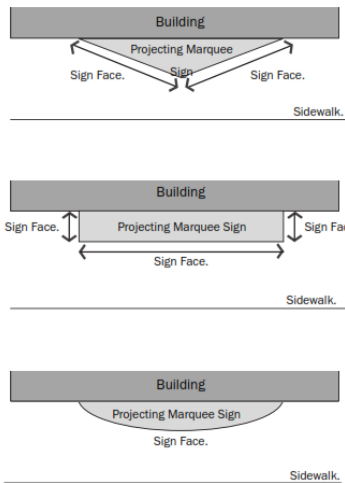 Building
Projecting Marquee
Sign
Sign Face.
Sign Face.
Sidewalk.
Building
Sign Face.
Projecting Marquee Sign
Sign Fac
Sign Face.
Sidewalk.
Building
Projecting Marquee Sign
Sign Face.
Sidewalk.